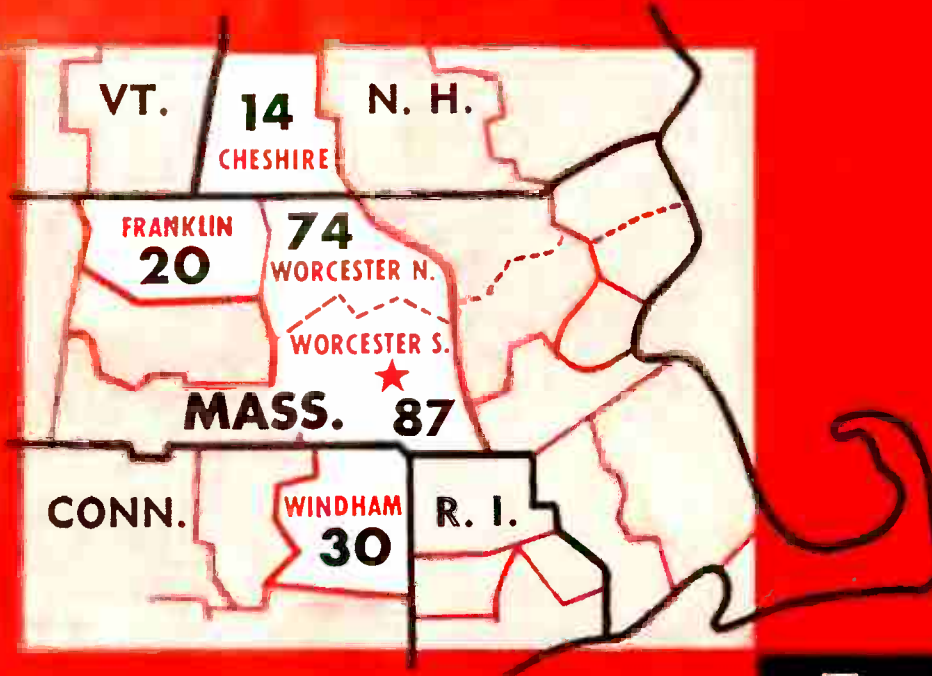 VT.
14
CHESHIRE
N. H.
FRANKLIN
20
74
WORCESTER N.
WORCESTER S.
MASS.
87
CONN.
WINDHAM
30
R. I.